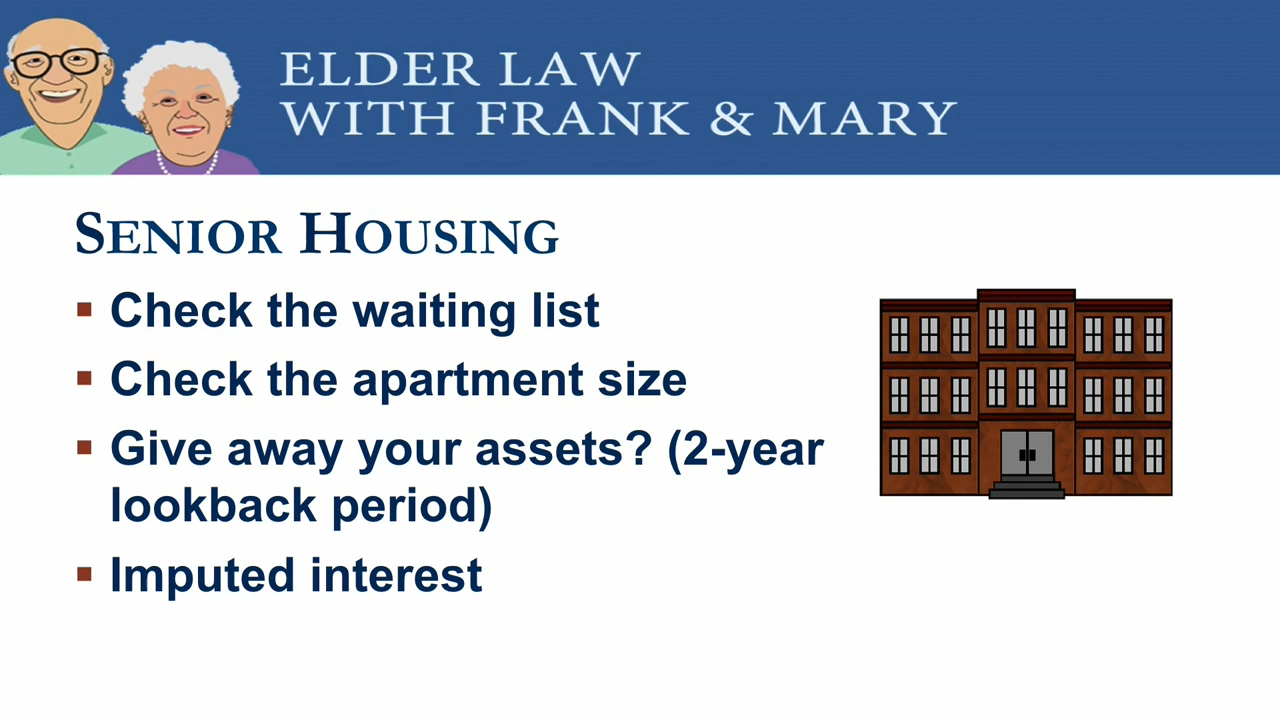 ELDER LAW
WITH FRANK & MARY
SENIOR HOUSING
▪ Check the waiting list
▪ Check the apartment size
▪ Give away your assets? (2-year
lookback period)
▪ Imputed interest